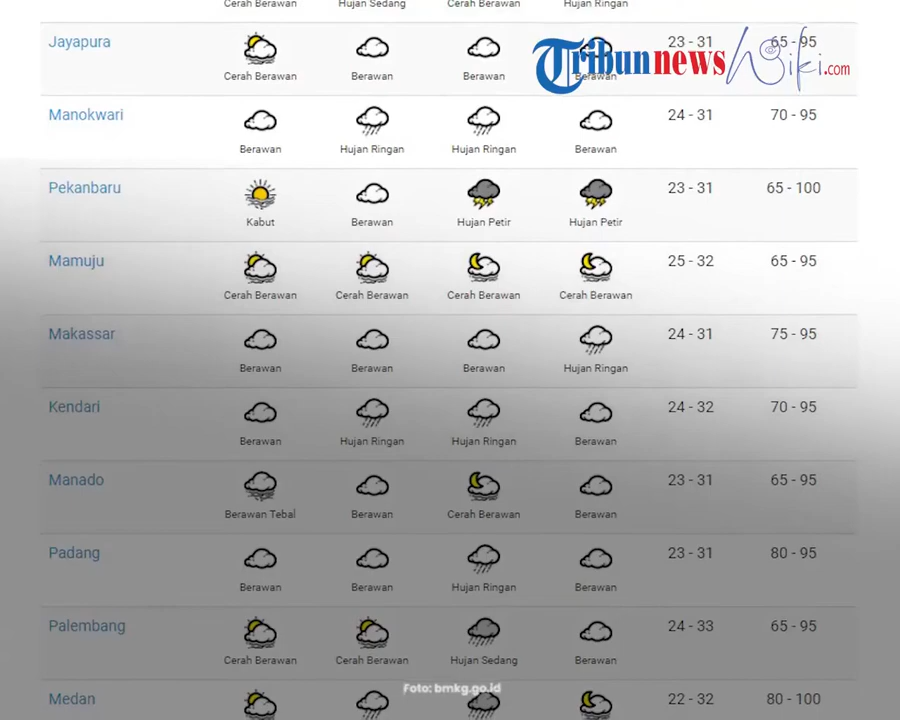 Cerah Berawan Hujan Sedang Cerah Berawan Hujan Ringan
Jayapura 23 - 31 65 - 95
Cerah Berawan Berawan Berawan Berawan
Tribunnews Wiki.com
Manokwari 24 - 31 70 - 95
Berawan Hujan Ringan Hujan Ringan Berawan
Pekanbaru 23 - 31 65 - 100
Kabut Berawan Hujan Petir Hujan Petir
Mamuju 25 - 32 65 - 95
Cerah Berawan Cerah Berawan Cerah Berawan Cerah Berawan
Makassar 24 - 31 75 - 95
Berawan Berawan Berawan Hujan Ringan
Kendari 24 - 32 70 - 95
Berawan Hujan Ringan Hujan Ringan Berawan
Manado 23 - 31 65 - 95
Berawan Tebal Berawan Cerah Berawan Berawan
Padang 23 - 31 80 - 95
Berawan Berawan Hujan Ringan Berawan
Palembang 24 - 33 65 - 95
Cerah Berawan Cerah Berawan Hujan Sedang Berawan
Foto: bmkg.go.id
Medan 22 - 32 80 - 100